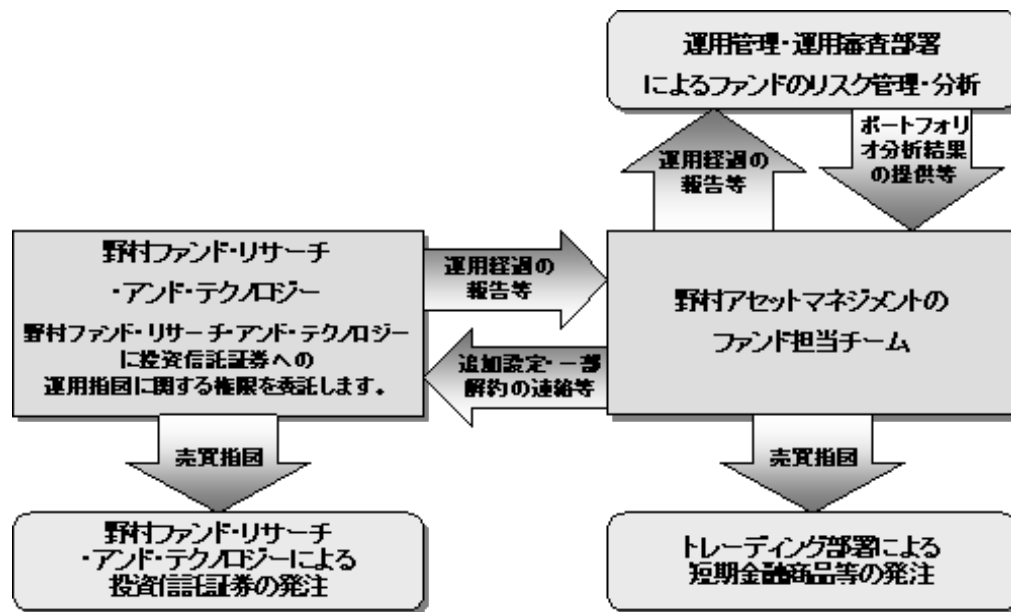 運用管理・運用審査部署
によるファンドのリスク管理・分析
運用経過の
報告等
ポートフォリ
オ分析結果
の提供等
野村ファンド・リサーチ
・アンド・テクノロジー
野村ファンド・リサーチ・アンド・テクノロジー
に投資信託証券への
運用指図に関する権限を委託します。
運用経過の
報告等
追加設定・一部
解約の連絡等
野村アセットマネジメントの
ファンド担当チーム
売買指図
売買指図
野村ファンド・リサーチ
・アンド・テクノロジーによる
投資信託証券の発注
トレーディング部署による
短期金融商品等の発注